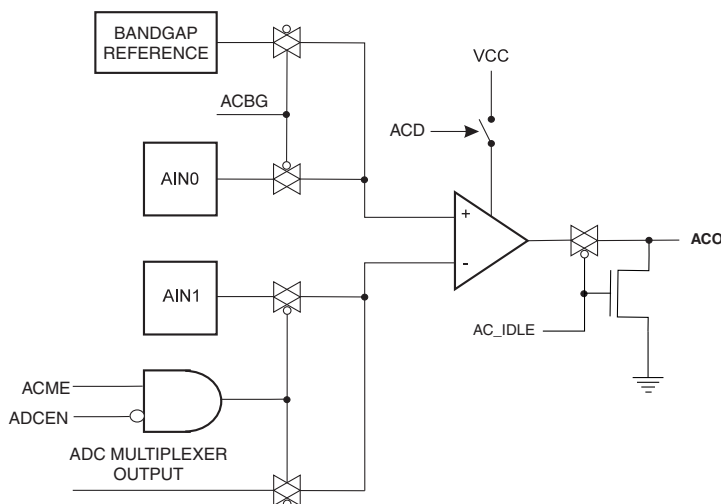 BANDGAP
REFERENCE
VCC
ACBG
ACD
AIN0
+
-
ACO
AIN1
AC_IDLE
ACME
ADCEN
ADC MULTIPLEXER
OUTPUT